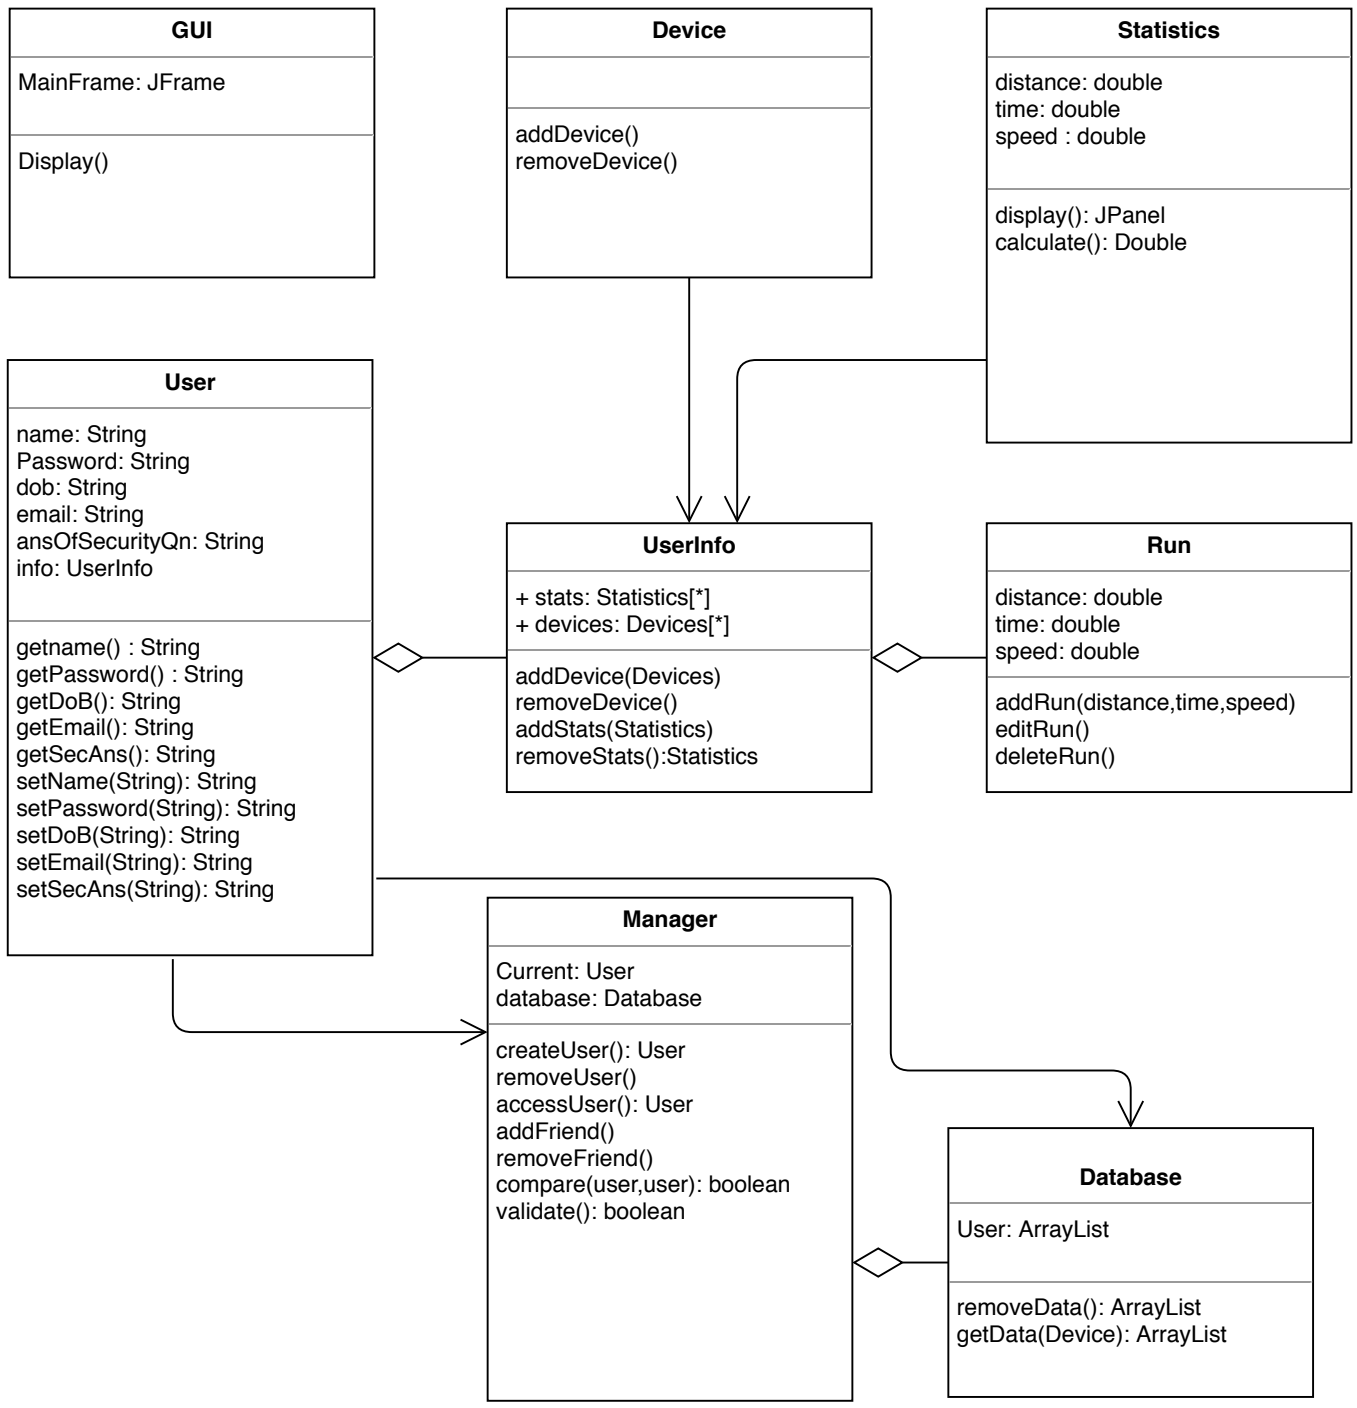 GUI
MainFrame: JFrame
Display()
Device
addDevice()
removeDevice()
Statistics
distance: double
time: double
speed : double
display(): JPanel
calculate(): Double
User
name: String
Password: String
dob: String
email: String
ansOfSecurityQn: String
info: UserInfo
getname() : String
getPassword() : String
getDoB(): String
getEmail(): String
getSecAns(): String
setName(String): String
setPassword(String): String
setDoB(String): String
setEmail(String): String
setSecAns(String): String
UserInfo
+ stats: Statistics[*]
+ devices: Devices[*]
addDevice(Devices)
removeDevice()
addStats(Statistics)
removeStats():Statistics
Run
distance: double
time: double
speed: double
addRun(distance,time,speed)
editRun()
deleteRun()
Manager
Current: User
database: Database
createUser(): User
removeUser()
accessUser(): User
addFriend()
removeFriend()
compare(user,user): boolean
validate(): boolean
Database
User: ArrayList
removeData(): ArrayList
getData(Device): ArrayList